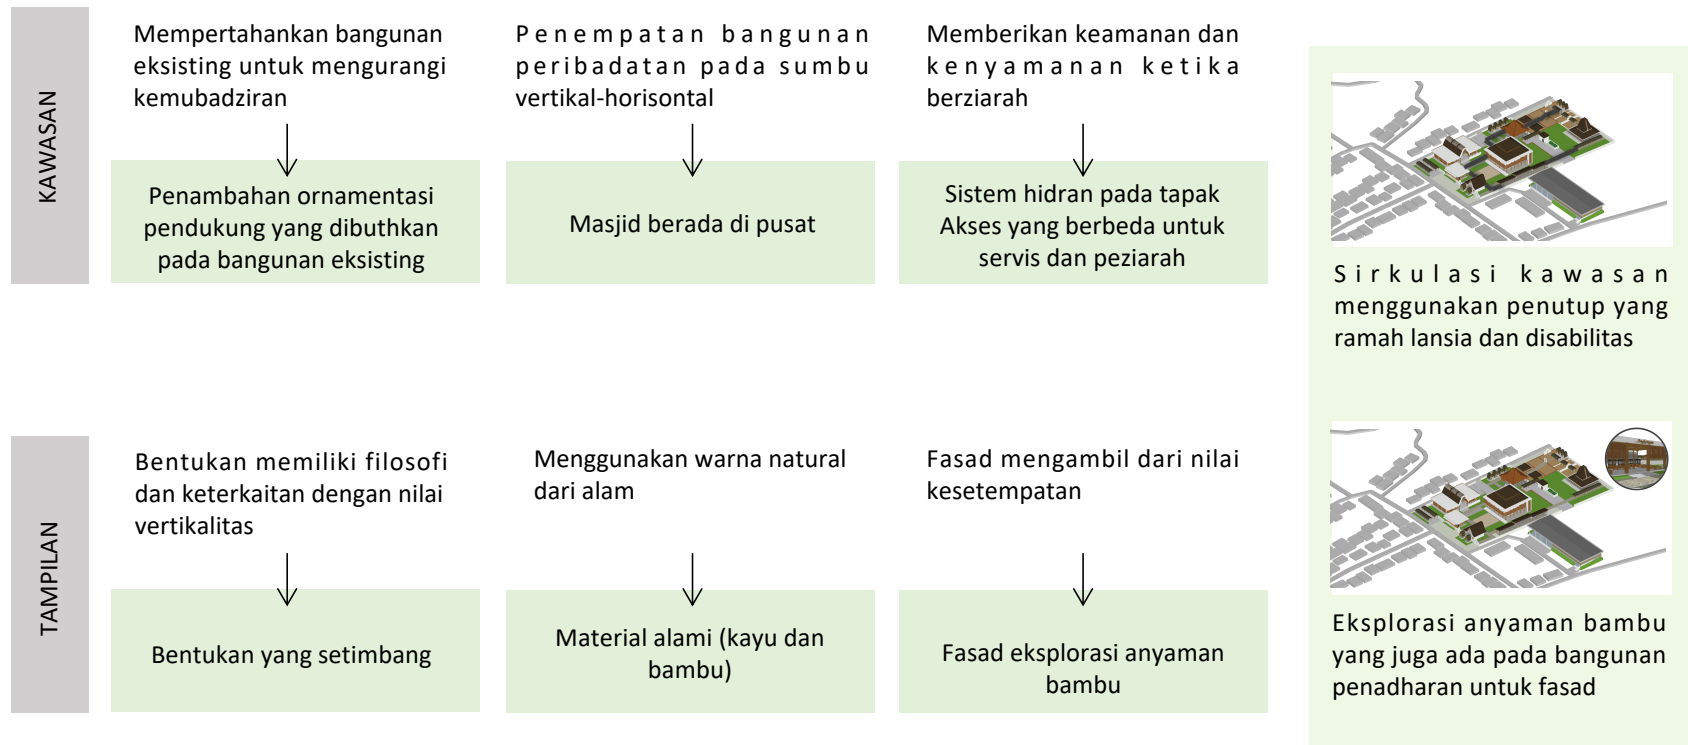 KAWASAN
Mempertahankan bangunan
eksisting untuk mengurangi
kemubadziran
Penambahan ornamentasi
pendukung yang dibuthkan
pada bangunan eksisting
Penempatan bangunan
peribadatan pada sumbu
vertikal-horisontal
Masjid berada di pusat
Memberikan keamanan dan
kenyamanan ketika
berziarah
Sistem hidran pada tapak
Akses yang berbeda untuk
servis dan peziarah
Sirkulasi kawasan
menggunakan penutup yang
ramah lansia dan disabilitas
TAMPILAN
Bentukan memiliki filosofi
dan keterkaitan dengan nilai
vertikalitas
Bentukan yang setimbang
Menggunakan warna natural
dari alam
Material alami (kayu dan
bambu)
Fasad mengambil dari nilai
kesetempatan
Fasad eksplorasi anyaman
bambu
Eksplorasi anyaman bambu
yang juga ada pada bangunan
penadharan untuk fasad